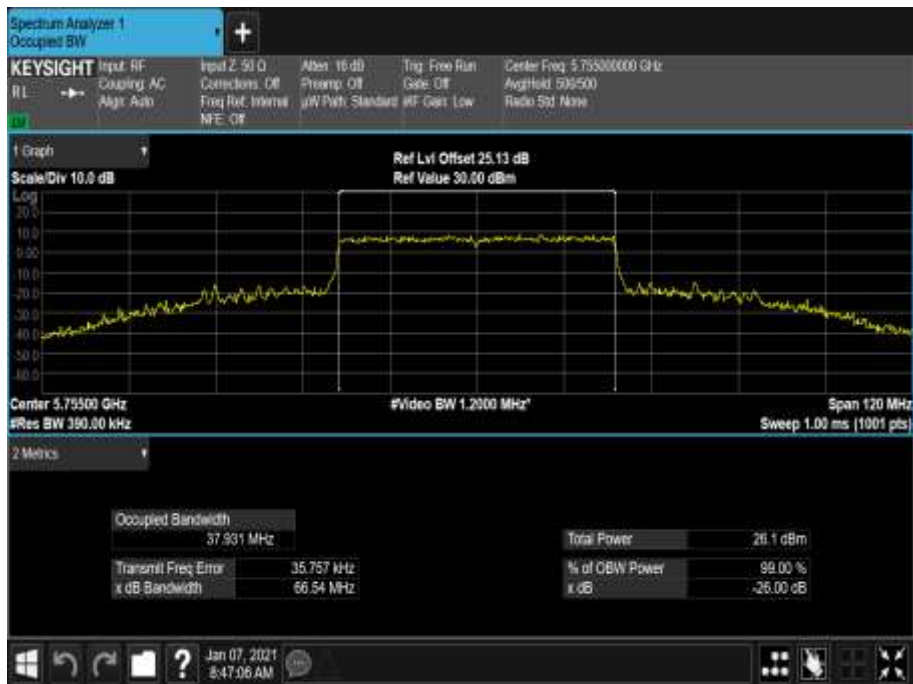 Spectrum Analyzer 1
Occupied BW
+
KEYSIGHT
Input: RF
Input Z: 50 Ω
Atten: 16 dB
Trig: Free Run
Center Freq: 5.755000000 GHz
RL
Coupling: AC
Corrections: Off
Preamp: Off
Gate: Off
Avg|Hold: 500/500
Align: Auto
Freq Ref: Internal
µW Path: Standard
#IF Gain: Low
Radio Std: None
NFE: Off
1 Graph
Ref Lvl Offset 25.13 dB
Scale/Div 10.0 dB
Ref Value 30.00 dBm
Log
20.0
10.0
0.00
-10.0
-20.0
-30.0
-40.0
-50.0
-60.0
Center 5.75500 GHz
#Video BW 1.2000 MHz*
Span 120 MHz
#Res BW 390.00 kHz
Sweep 1.00 ms (1001 pts)
2 Metrics
Occupied Bandwidth
37.931 MHz
Total Power 26.1 dBm
Transmit Freq Error 35.757 kHz
% of OBW Power 99.00 %
x dB Bandwidth 66.54 MHz
x dB -26.00 dB
?
Jan 07, 2021
8:47:06 AM